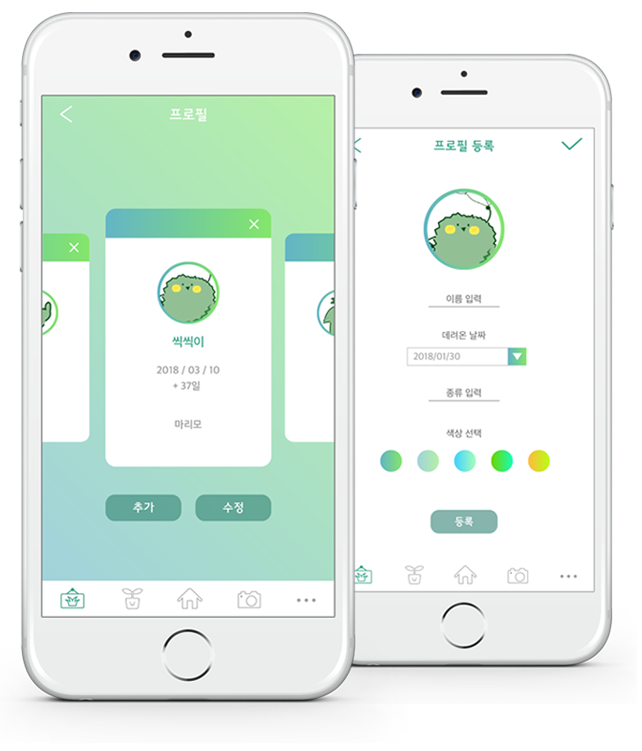 프로필
씩씩이
2018 / 03 / 10
+ 37일
마리모
추가
수정
프로필 등록
이름 입력
데려온 날짜
2018/01/30
종류 입력
색상 선택
등록